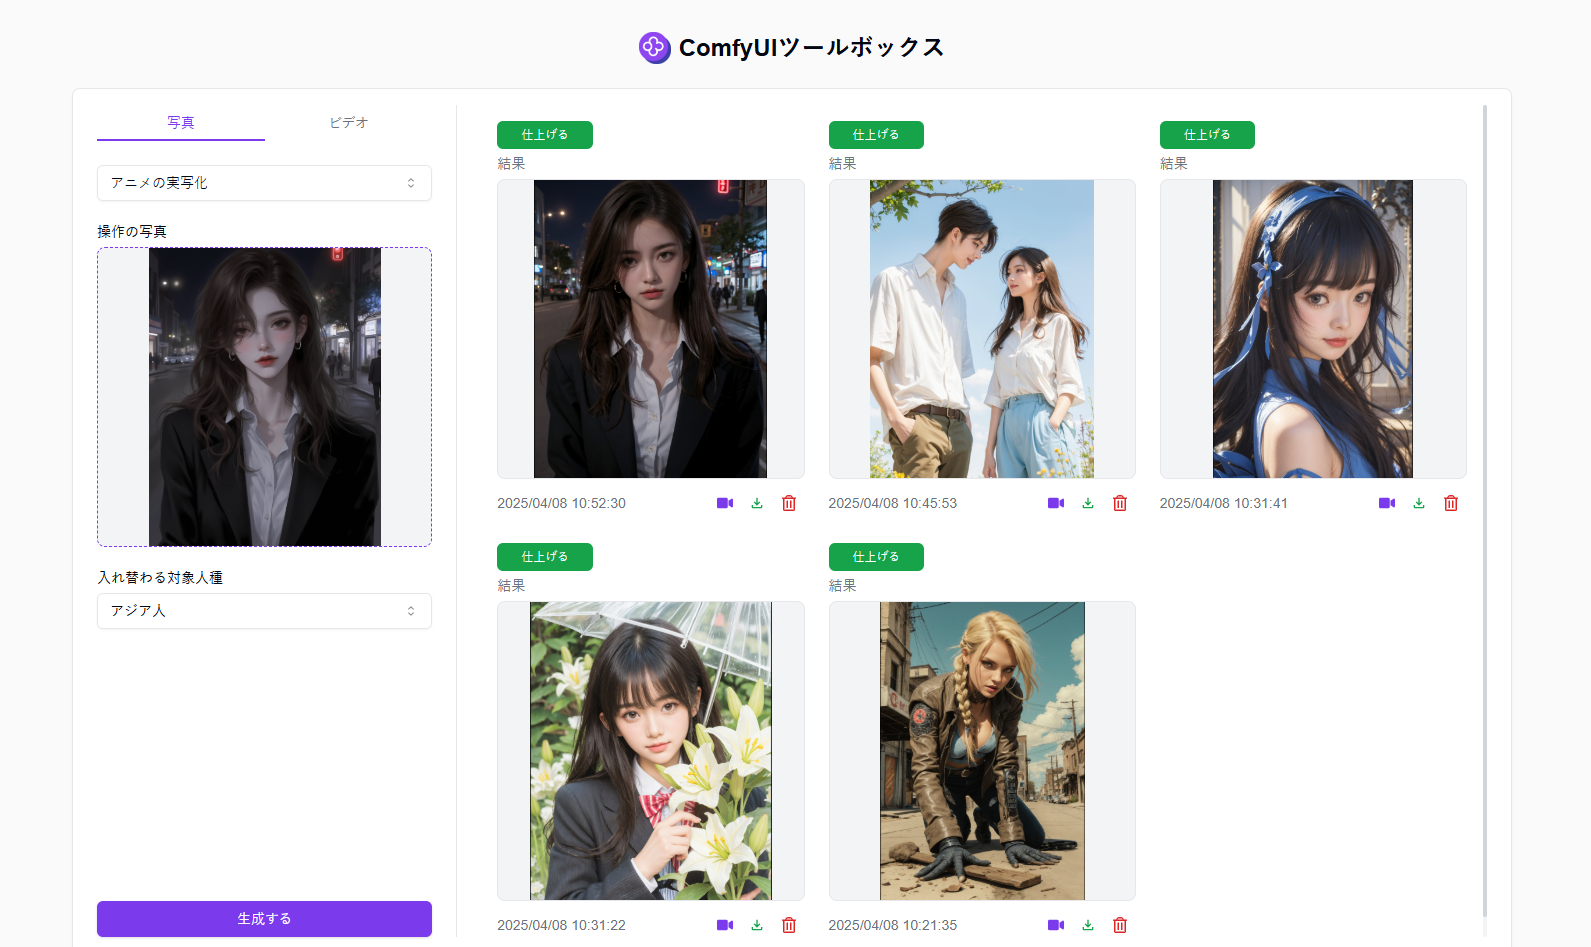 ComfyUIツールボックス
写真
ビデオ
アニメの実写化
操作の写真
入れ替わる対象人種
アジア人
生成する
仕上げる
結果
2025/04/08 10:52:30
仕上げる
結果
2025/04/08 10:45:53
仕上げる
結果
2025/04/08 10:31:41
仕上げる
結果
2025/04/08 10:31:22
仕上げる
結果
2025/04/08 10:21:35